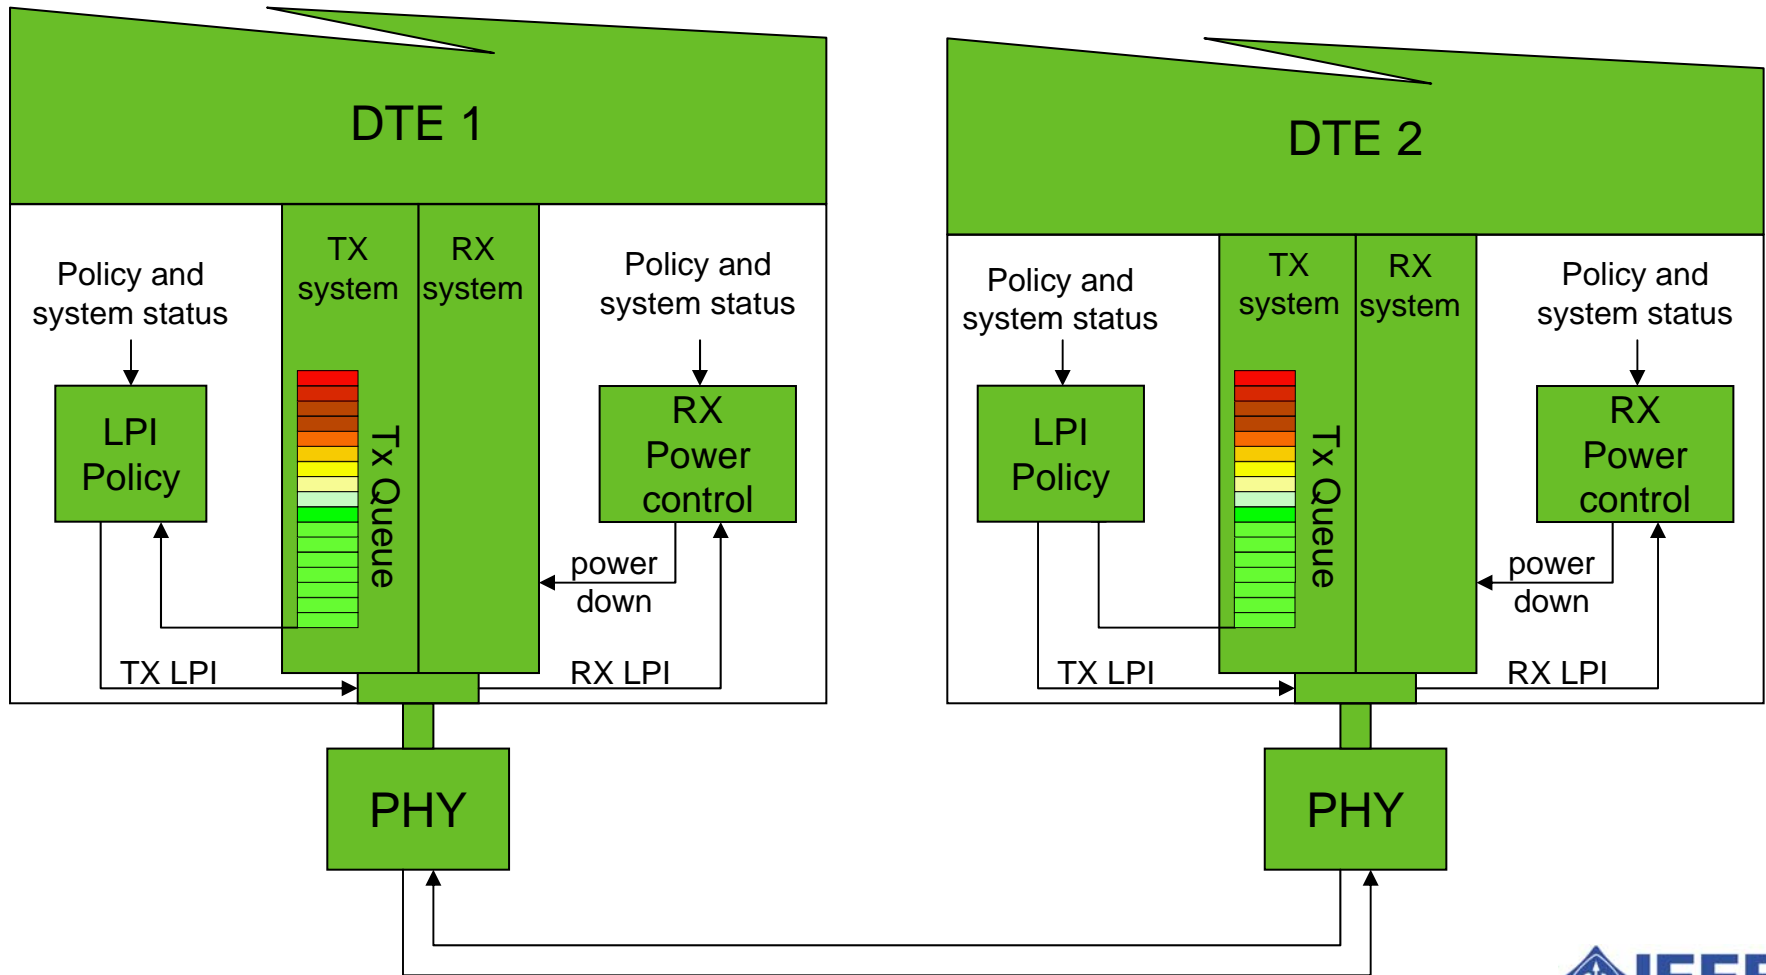 DTE 1
TX
system
RX
system
Policy and
system status
Policy and
system status
LPI
Policy
Tx Queue
RX
Power
control
power
down
TX LPI
RX LPI
PHY
DTE 2
TX
system
RX
system
Policy and
system status
Policy and
system status
LPI
Policy
Tx Queue
RX
Power
control
power
down
TX LPI
RX LPI
PHY